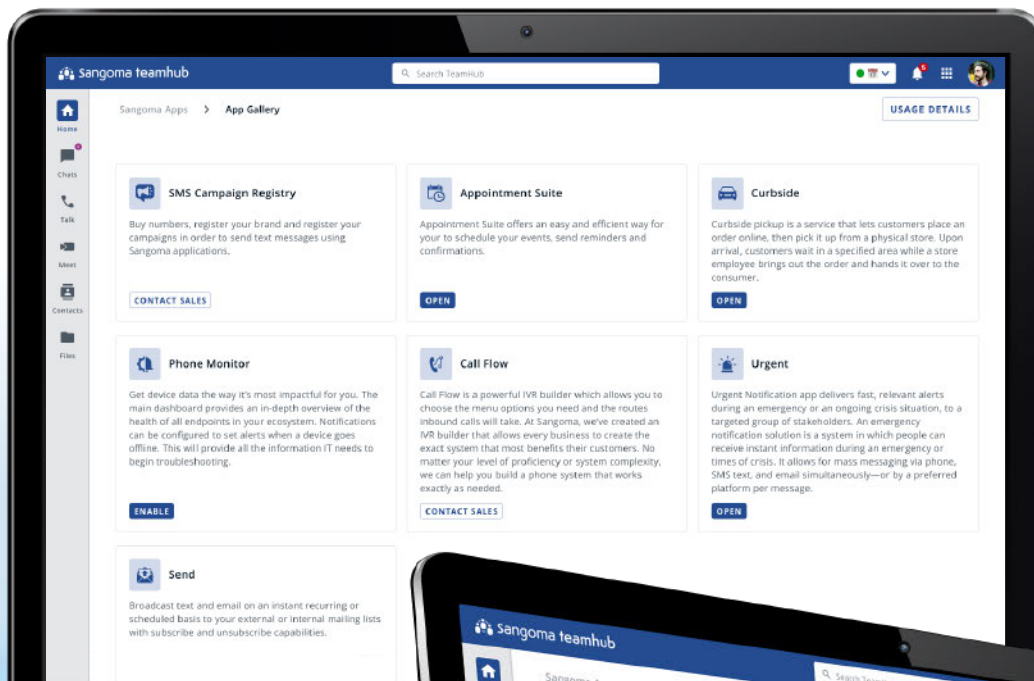 sangoma teamhub
Search TeamHub
5
Home
Chats
Talk
Meet
Contacts
Files
Sangoma Apps > App Gallery
USAGE DETAILS
SMS Campaign Registry
Buy numbers, register your brand and register your
campaigns in order to send text messages using
Sangoma applications.
CONTACT SALES
Appointment Suite
Appointment Suite offers an easy and efficient way for
your to schedule your events, send reminders and
confirmations.
OPEN
Curbside
Curbside pickup is a service that lets customers place an
order online, then pick it up from a physical store. Upon
arrival, customers wait in a specified area while a store
employee brings out the order and hands it over to the
consumer.
OPEN
Phone Monitor
Get device data the way it's most impactful for you. The
main dashboard provides an in-depth overview of the
health of all endpoints in your ecosystem. Notifications
can be configured to set alerts when a device goes
offline. This will provide all the information IT needs to
begin troubleshooting.
ENABLE
Call Flow
Call Flow is a powerful IVR builder which allows you to
choose the menu options you need and the routes
inbound calls will take. At Sangoma, we've created an
IVR builder that allows every business to create the
exact system that most benefits their customers. No
matter your level of proficiency or system complexity,
we can help you build a phone system that works
exactly as needed.
CONTACT SALES
Urgent
Urgent Notification app delivers fast, relevant alerts
during an emergency or an ongoing crisis situation, to a
targeted group of stakeholders. An emergency
notification solution is a system in which people can
receive instant information during an emergency or
times of crisis. It allows for mass messaging via phone,
SMS text, and email simultaneously—or by a preferred
platform per message.
OPEN
Send
Broadcast text and email on an instant recurring or
scheduled basis to your external or internal mailing lists
with subscribe and unsubscribe capabilities.
sangoma teamhub
Search